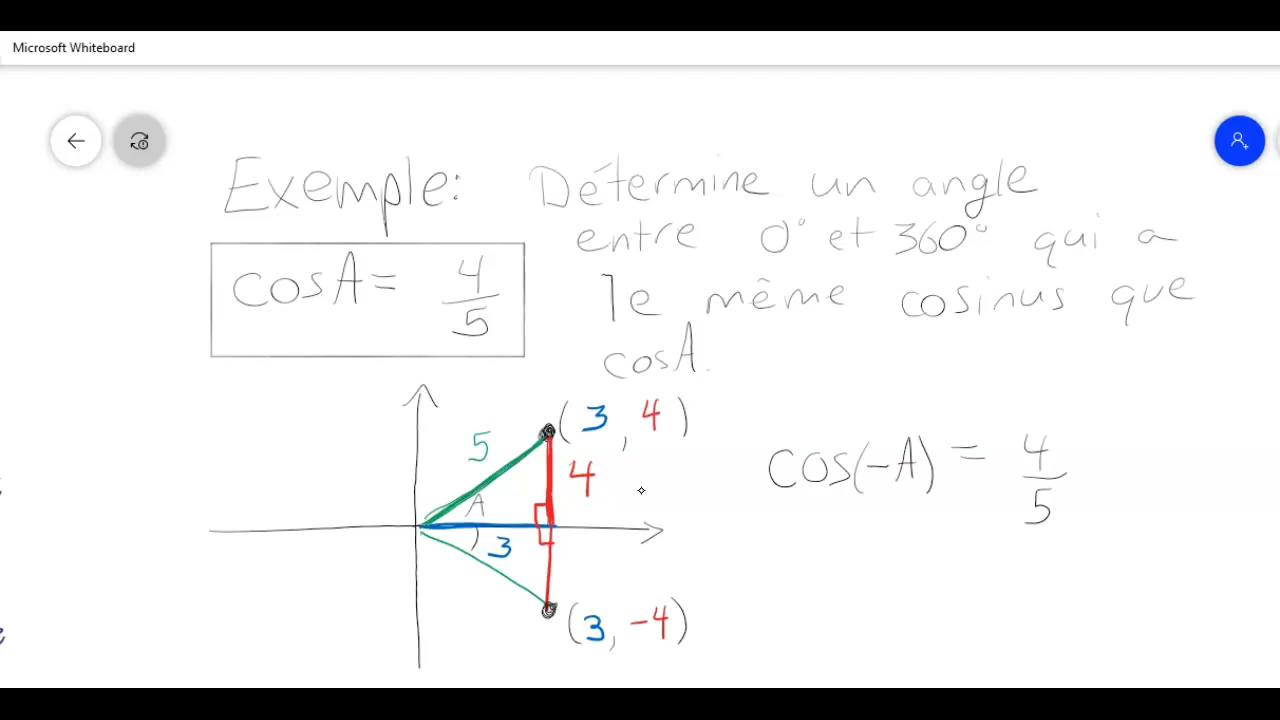 Microsoft Whiteboard
Exemple: Détermine un angle
entre 0° et 360° qui a
cosA = 4/5 le même cosinus que
cosA.
(3, 4)
5
4
cos(-A) = 4/5
A
3
(3, -4)